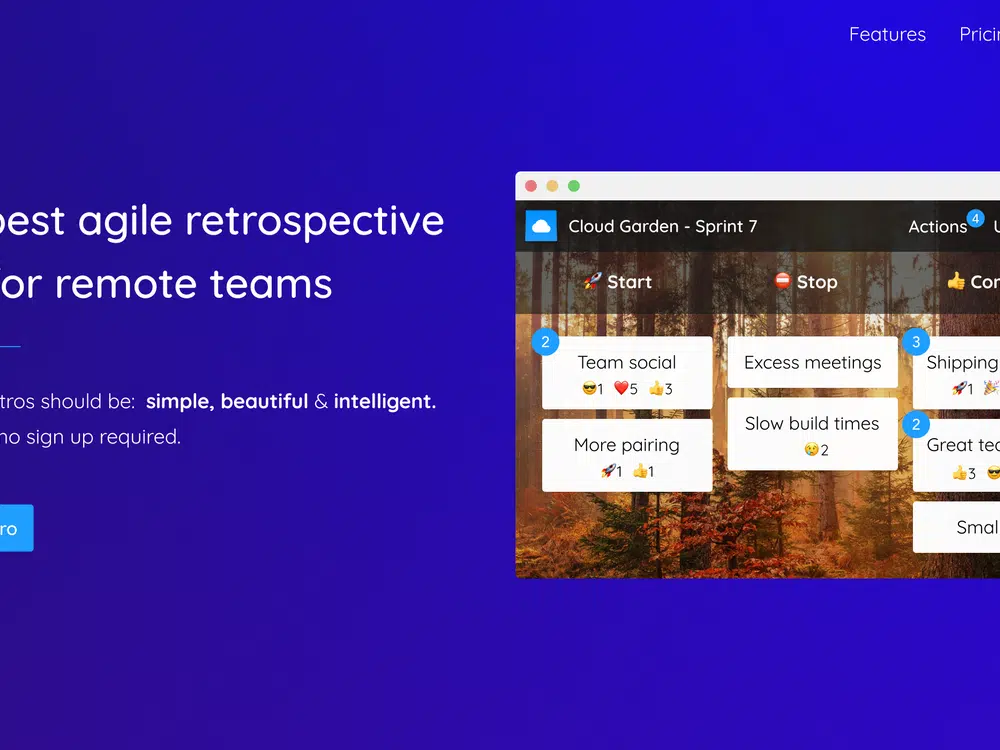 Features Prici
best agile retrospective
for remote teams
tros should be: simple, beautiful & intelligent.
no sign up required.
ro
Cloud Garden - Sprint 7
Actions 4 U
🚀 Start
⛔ Stop
👍 Con
2
Team social
😎1 ❤️5 👍3
More pairing
🚀1 👍1
Excess meetings
Slow build times
😢2
3
Shipping
🚀1 🎉
2
Great tea
👍3 😎
Smal